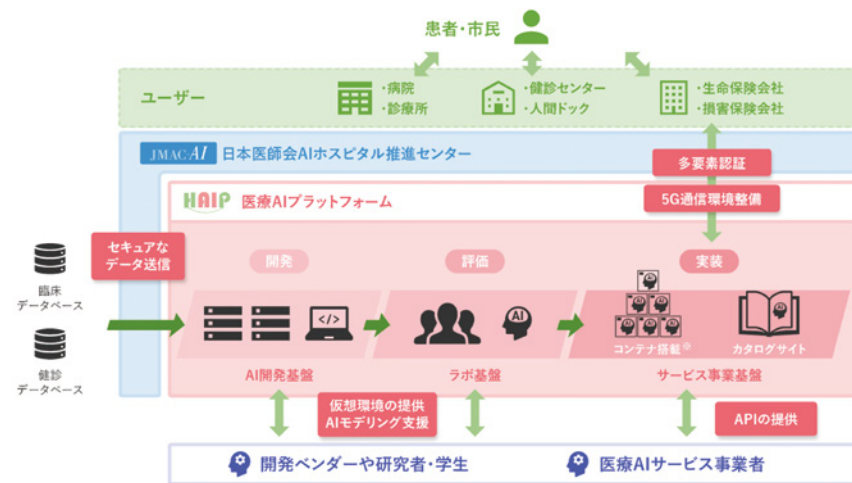 患者・市民
ユーザー
・病院
・診療所
・健診センター
・人間ドック
・生命保険会社
・損害保険会社
JMAC-AI 日本医師会AIホスピタル推進センター
多要素認証
HAIP 医療AIプラットフォーム
5G通信環境整備
セキュアな
データ送信
開発
評価
実装
臨床
データベース
健診
データベース
</>
AI
コンテナ搭載※
カタログサイト
AI開発基盤
ラボ基盤
サービス事業基盤
仮想環境の提供
AIモデリング支援
APIの提供
開発ベンダーや研究者・学生
医療AIサービス事業者